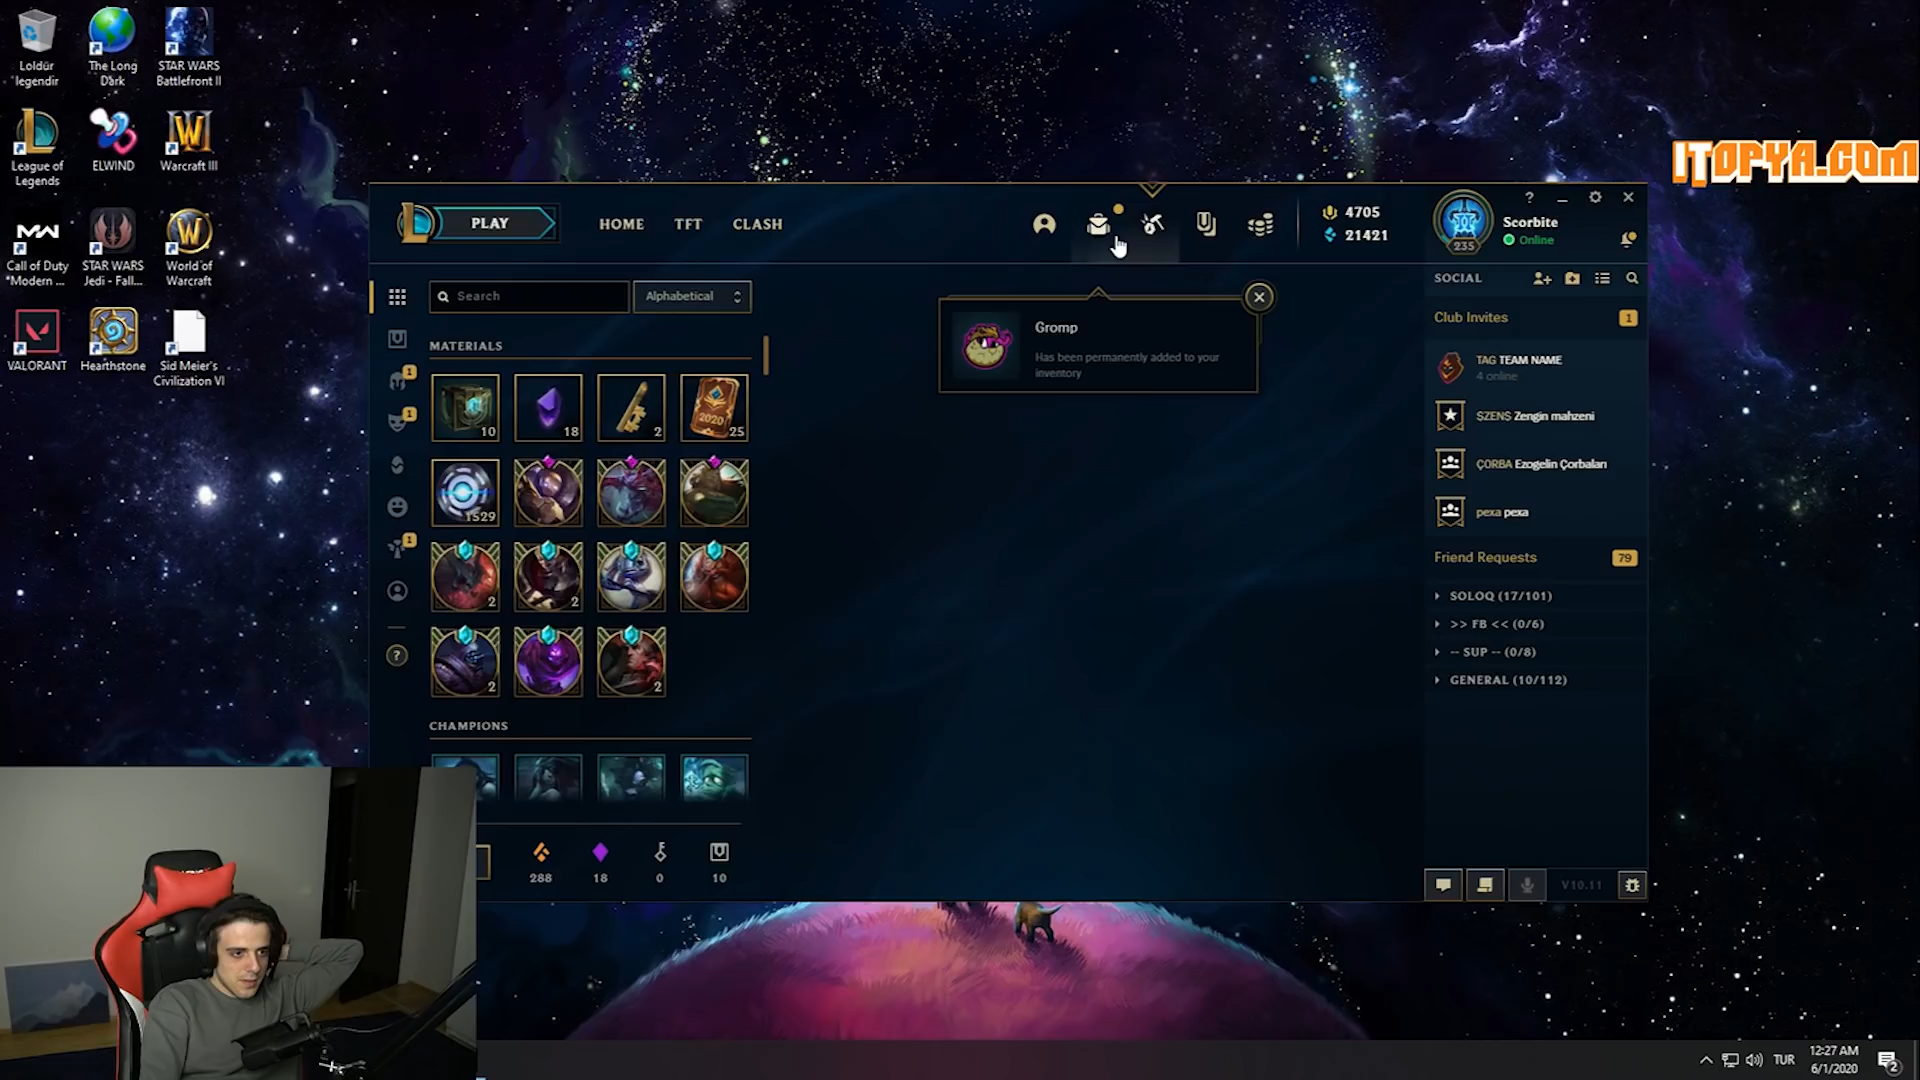 Loldür
legendir
The Long
Dark
STAR WARS
Battlefront II
League of
Legends
ELWIND
Warcraft III
Call of Duty
Modern ...
STAR WARS
Jedi - Fall...
World of
Warcraft
VALORANT
Hearthstone
Sid Meier's
Civilization VI
ITOPYA.COM
PLAY
HOME
TFT
CLASH
4705
21421
235
Scorbite
Online
?
Search
Alphabetical
MATERIALS
10
18
2
2020
25
1529
2
2
2
2
1
1
1
?
CHAMPIONS
288
18
0
10
Gromp
Has been permanently added to your
inventory
SOCIAL
Club Invites
1
TAG TEAM NAME
4 online
SZENS Zengin mahzeni
ÇORBA Ezogelin Çorbaları
pexa pexa
Friend Requests
79
SOLOQ (17/101)
>> FB << (0/6)
-- SUP -- (0/8)
GENERAL (10/112)
V10.11
TUR
12:27 AM
6/1/2020
2